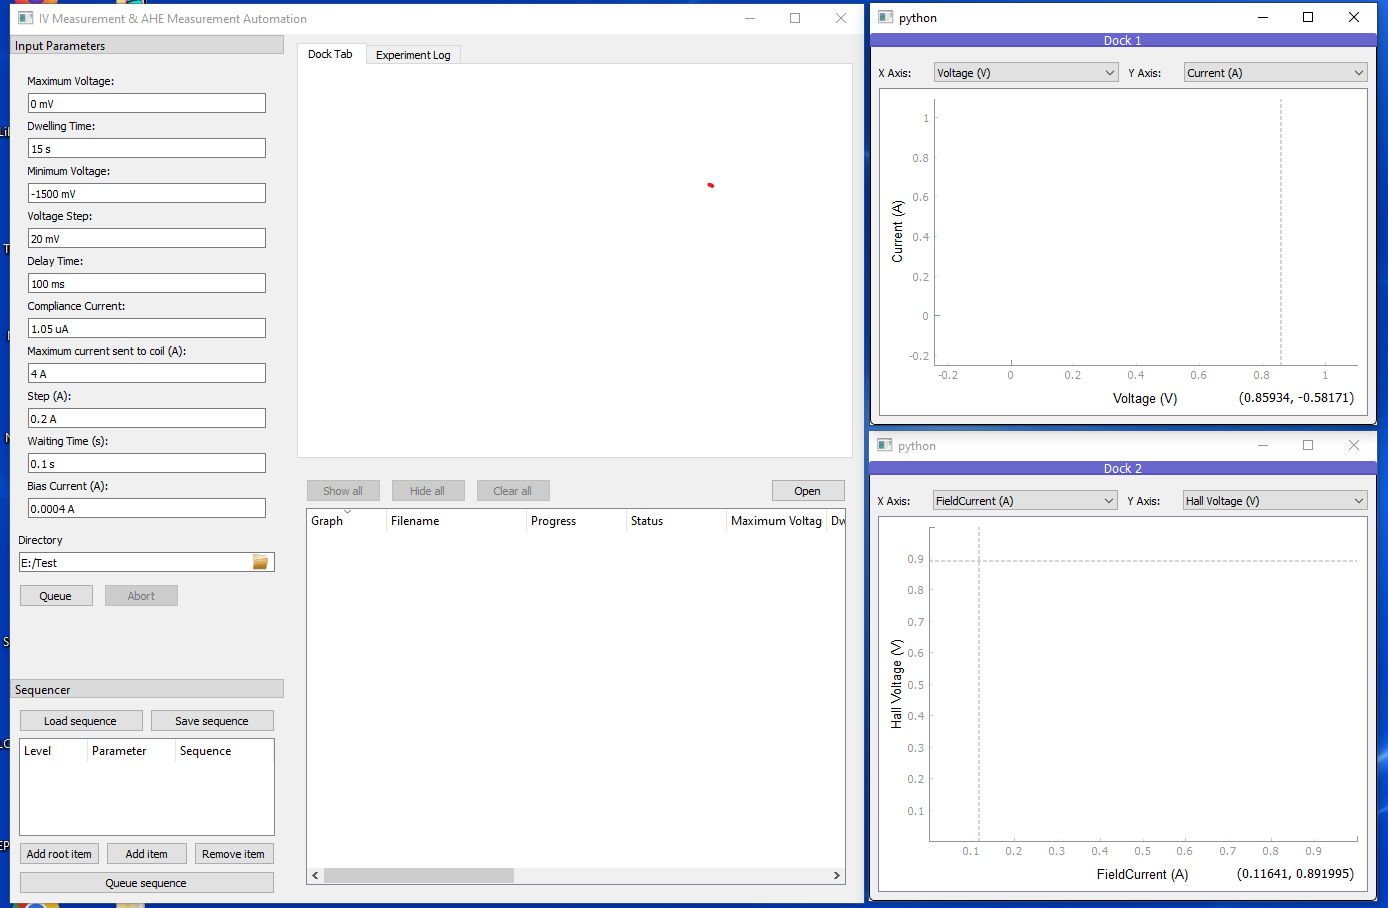 IV Measurement & AHE Measurement Automation
Input Parameters
Maximum Voltage:
0 mV
Dwelling Time:
15 s
Minimum Voltage:
-1500 mV
Voltage Step:
20 mV
Delay Time:
100 ms
Compliance Current:
1.05 uA
Maximum current sent to coil (A):
4 A
Step (A):
0.2 A
Waiting Time (s):
0.1 s
Bias Current (A):
0.0004 A
Directory
E:/Test
Queue Abort
Sequencer
Load sequence Save sequence
Level Parameter Sequence
Add root item Add item Remove item
Queue sequence
Dock Tab Experiment Log
Show all Hide all Clear all Open
Graph Filename Progress Status Maximum Voltag Dw
python
Dock 1
X Axis: Voltage (V) Y Axis: Current (A)
1
0.8
0.6
0.4
0.2
0
-0.2
Current (A)
-0.2 0 0.2 0.4 0.6 0.8 1
Voltage (V) (0.85934, -0.58171)
python
Dock 2
X Axis: FieldCurrent (A) Y Axis: Hall Voltage (V)
0.9
0.8
0.7
0.6
0.5
0.4
0.3
0.2
0.1
Hall Voltage (V)
0.1 0.2 0.3 0.4 0.5 0.6 0.7 0.8 0.9
FieldCurrent (A) (0.11641, 0.891995)